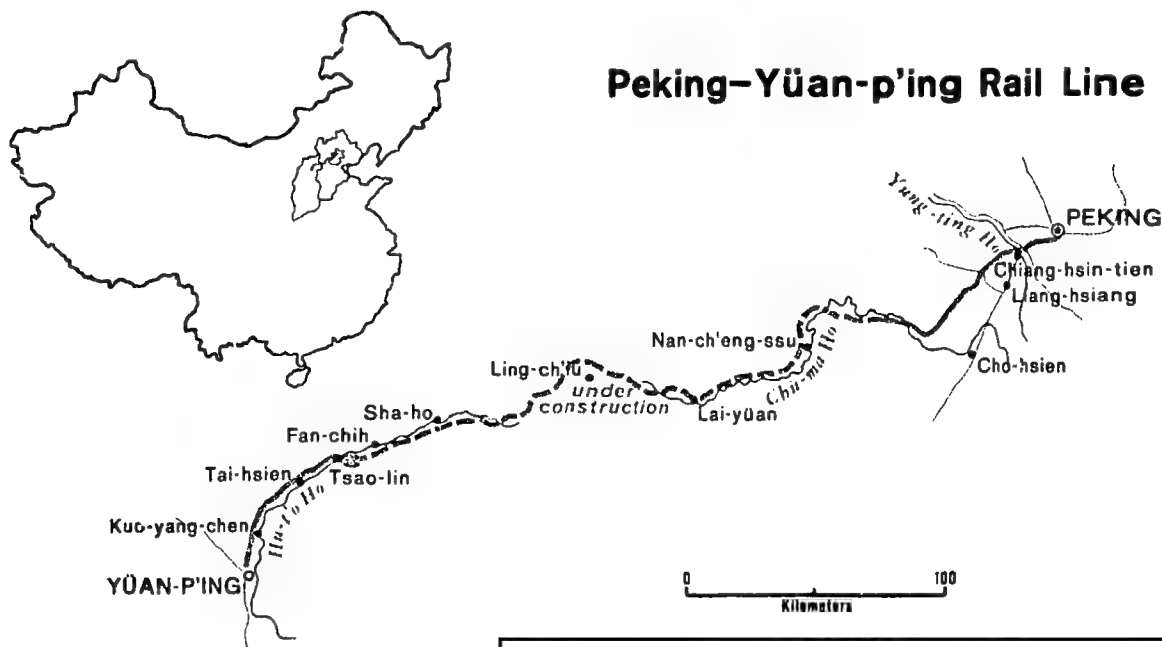 Peking–Yüan-p'ing Rail Line
Yung-ting Ho
PEKING
Chiang-hsin-tien
Liang-hsiang
Nan-ch'eng-ssu
Cho-hsien
Chü-ma Ho
Ling-ch'iu
under
construction
Lai-yüan
Sha-ho
Fan-chih
Tai-hsien
Tsao-lin
Hu-t'o Ho
Kuo-yang-chen
YÜAN-P'ING
0
100
Kilometers